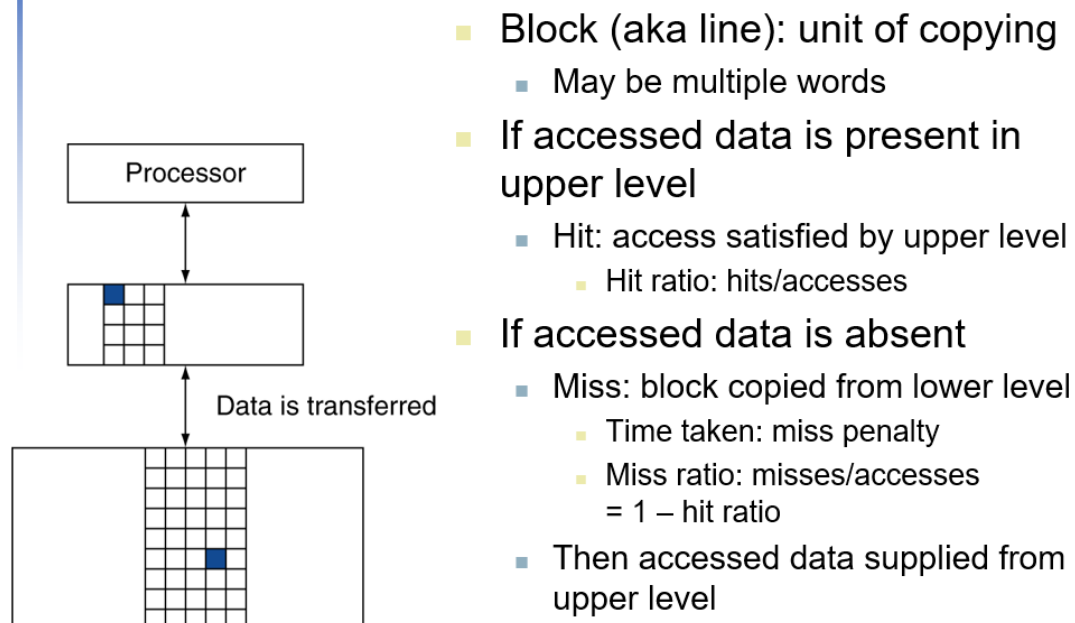 Block (aka line): unit of copying
May be multiple words
If accessed data is present in
upper level
Hit: access satisfied by upper level
Hit ratio: hits/accesses
If accessed data is absent
Miss: block copied from lower level
Time taken: miss penalty
Miss ratio: misses/accesses
= 1 – hit ratio
Then accessed data supplied from
upper level
Processor
Data is transferred